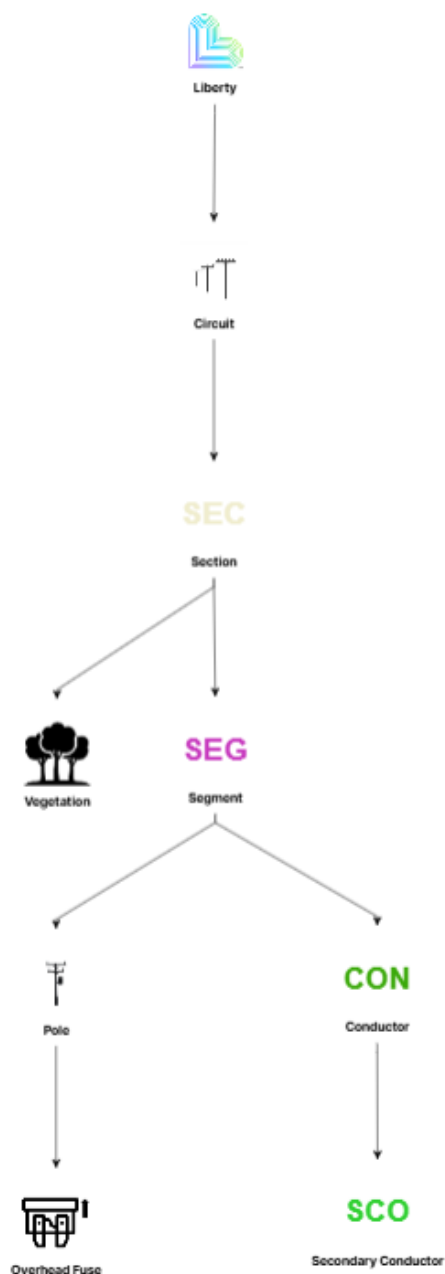 Liberty
Circuit
SEC
Section
Vegetation
SEG
Segment
Pole
CON
Conductor
Overhead Fuse
SCO
Secondary Conductor